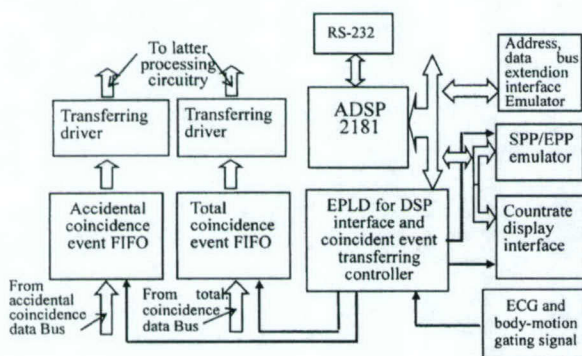 To latter
processing
circuitry
Transferring
driver
Transferring
driver
Accidental
coincidence
event FIFO
Total
coincidence
event FIFO
From
accidental
coincidence
data Bus
From total
coincidence
data Bus
RS-232
ADSP
2181
EPLD for DSP
interface and
coincident event
transferring
controller
Address,
data bus
extendion
interface
Emulator
SPP/EPP
emulator
Countrate
display
interface
ECG and
body-motion
gating signal